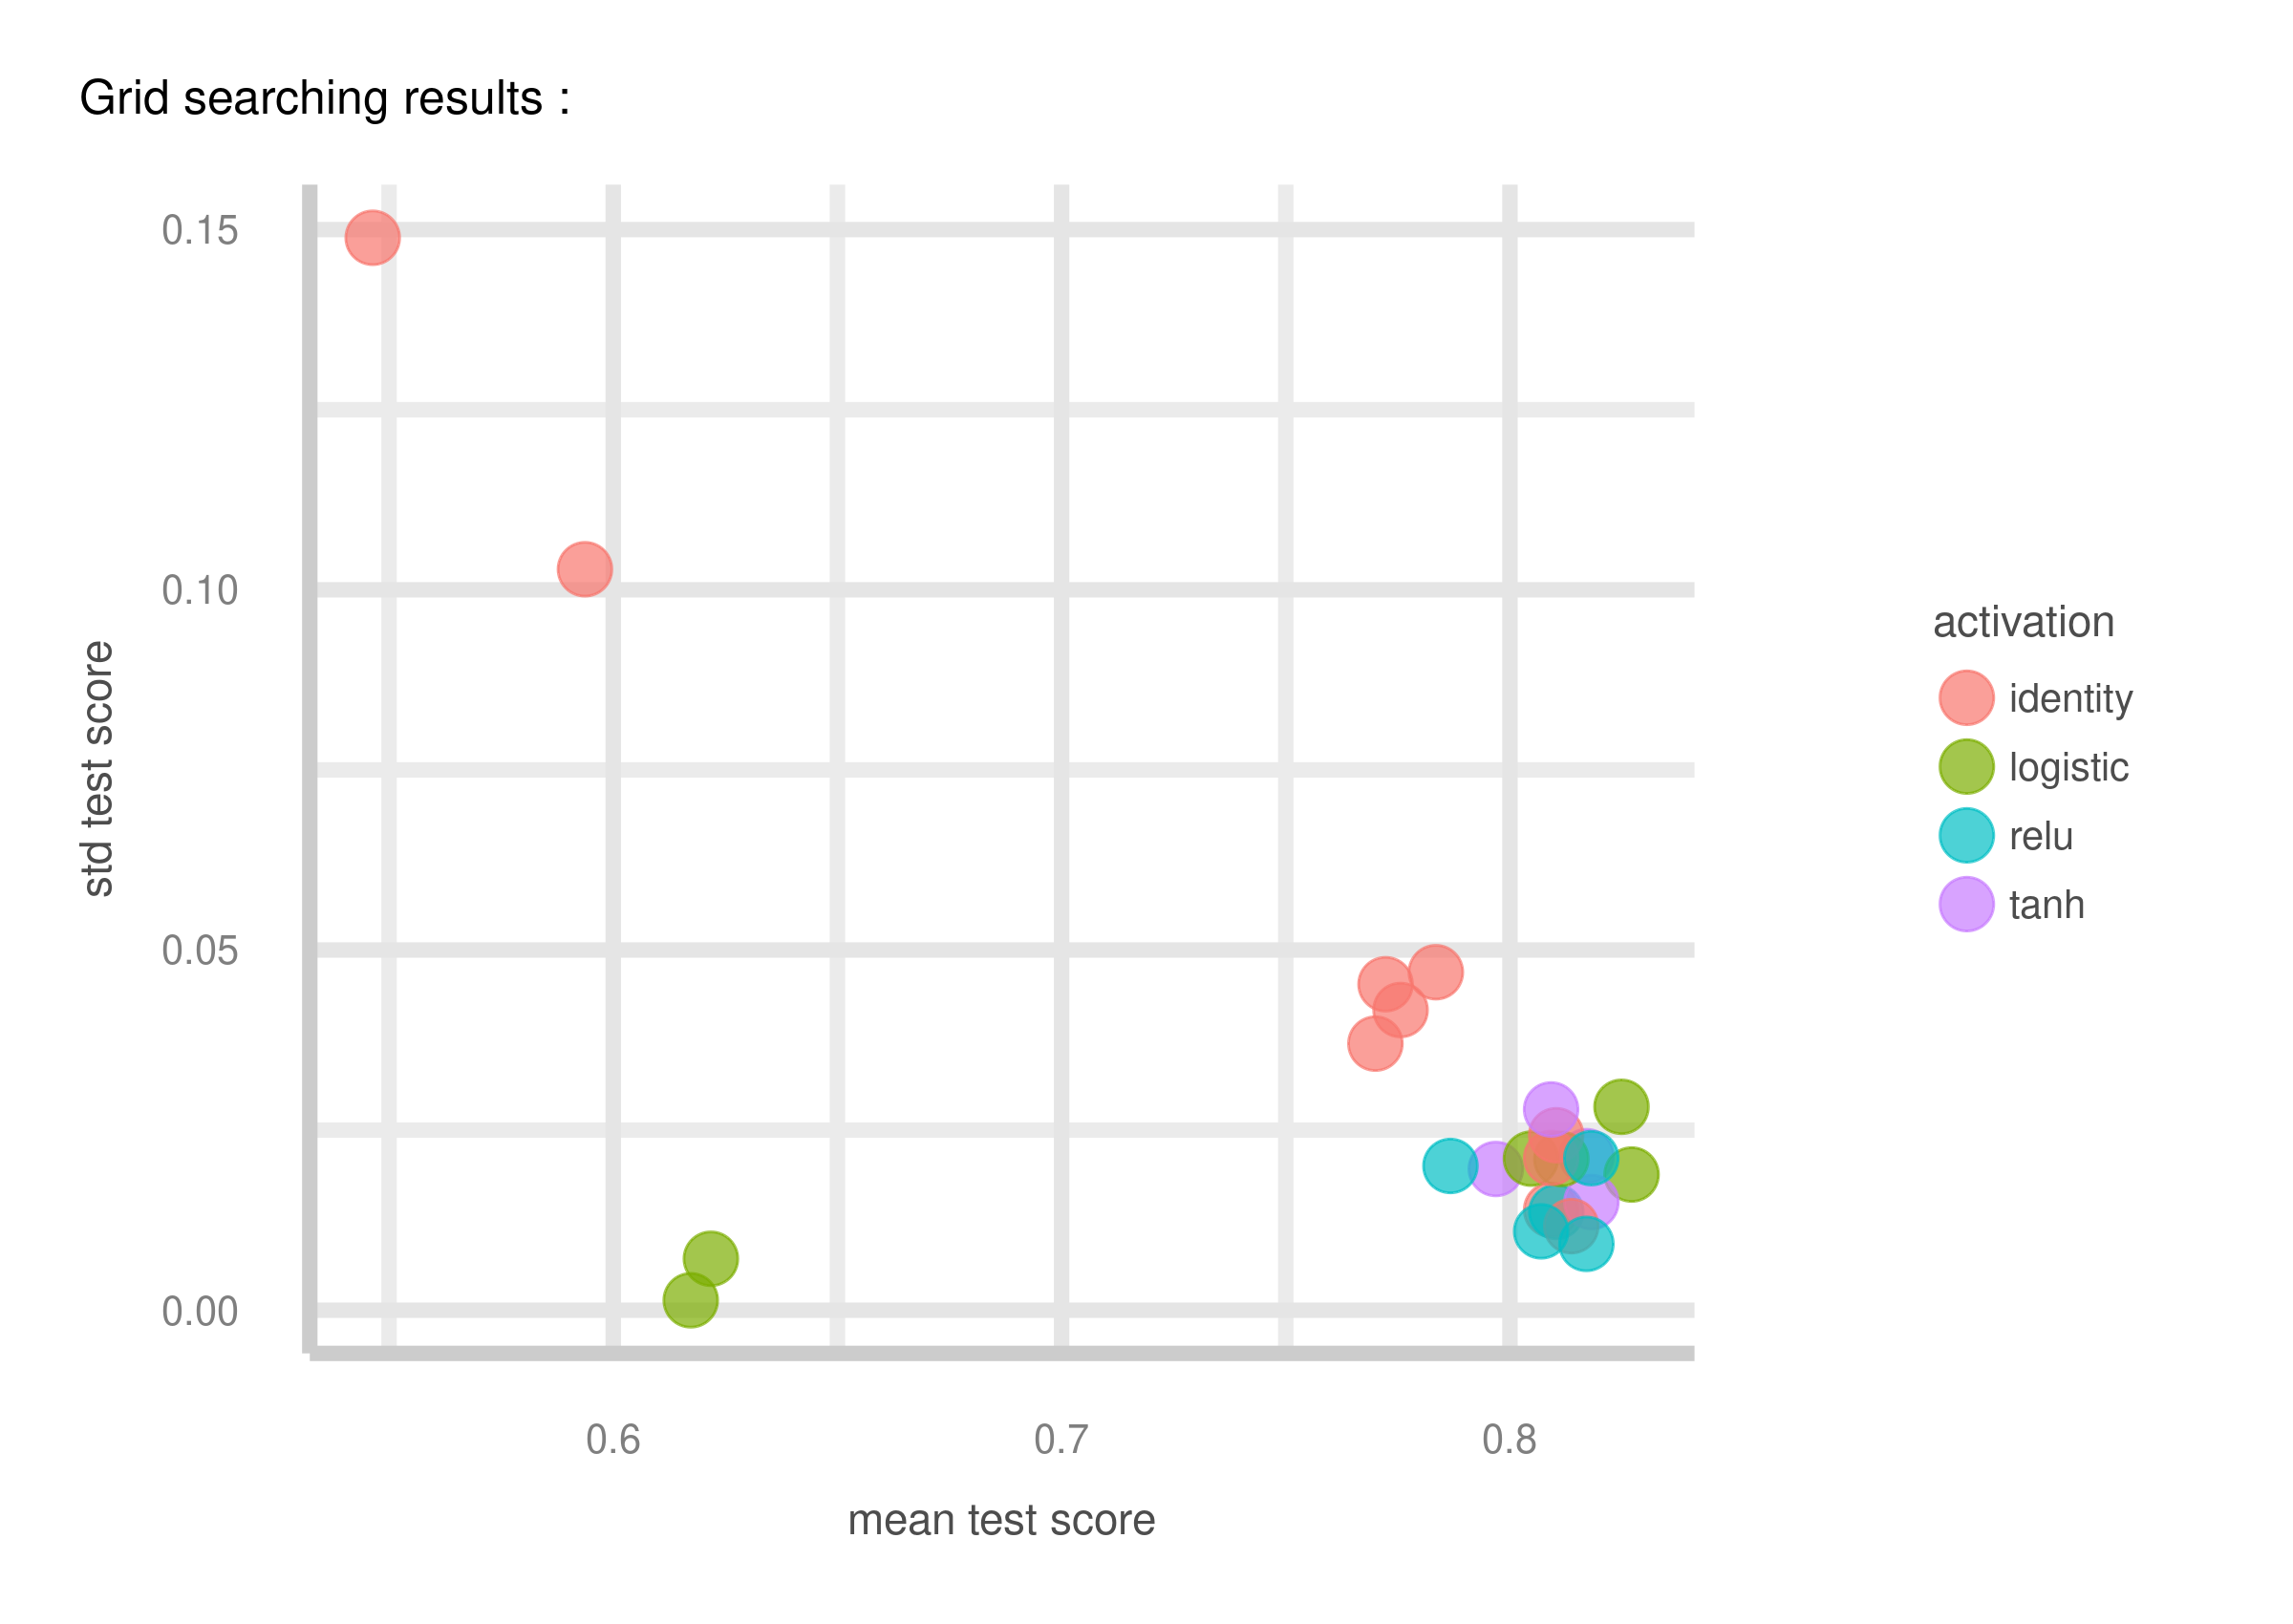 Grid searching results :
0.15
0.10
0.05
0.00
std test score
0.6
0.7
0.8
mean test score
activation
identity
logistic
relu
tanh